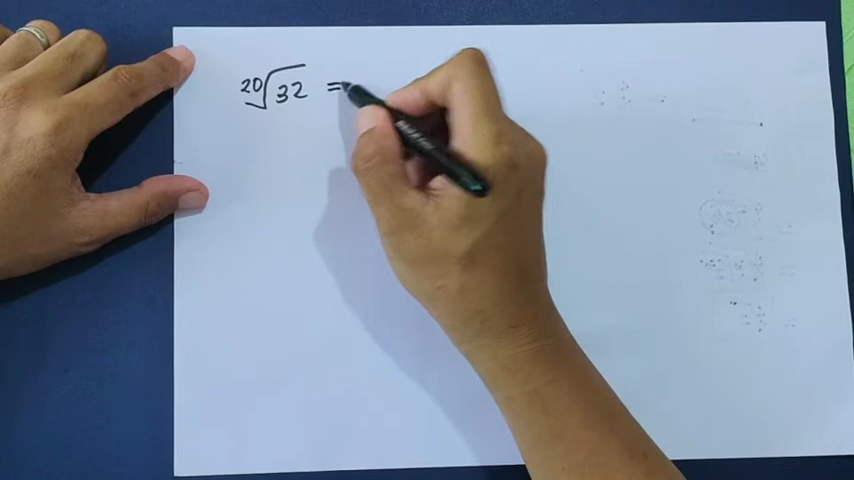 20√32 =